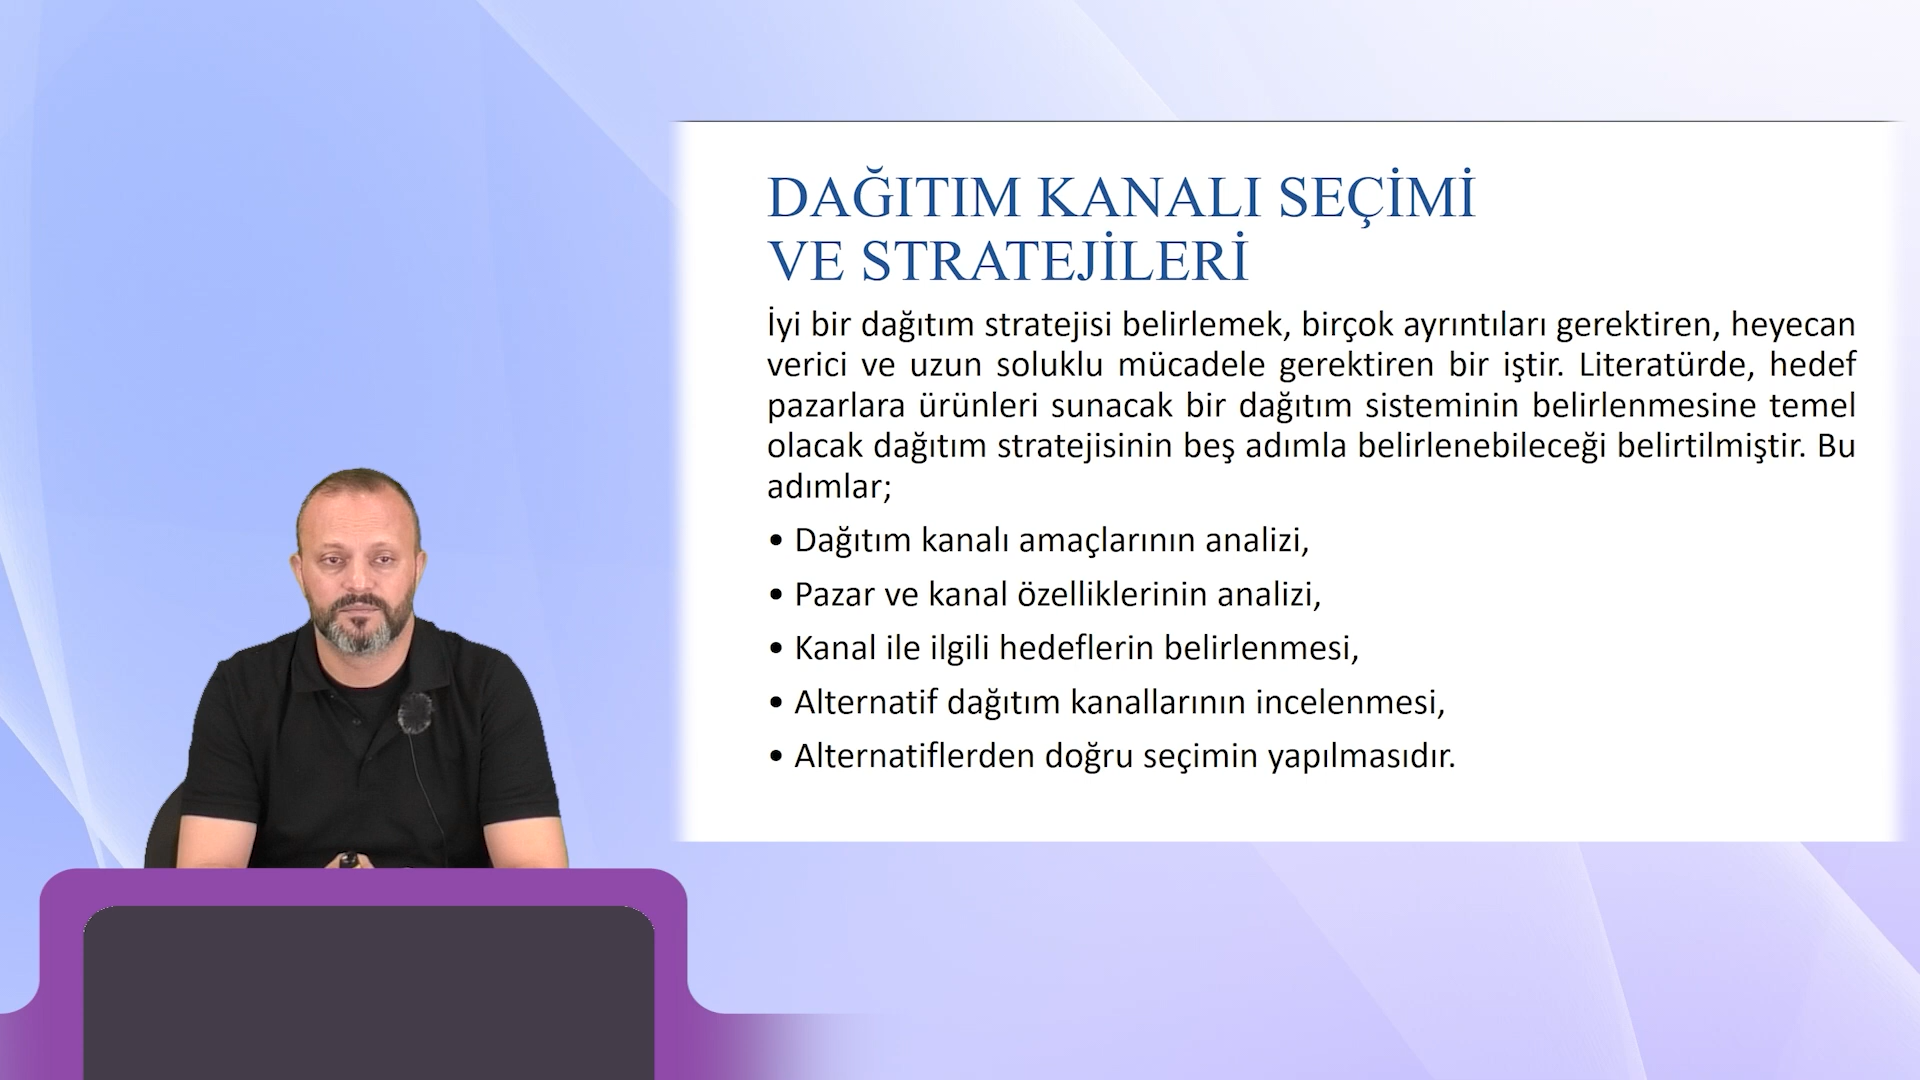 DAĞITIM KANALI SEÇİMİ
VE STRATEJİLERİ
İyi bir dağıtım stratejisi belirlemek, birçok ayrıntıları gerektiren, heyecan
verici ve uzun soluklu mücadele gerektiren bir iştir. Literatürde, hedef
pazarlara ürünleri sunacak bir dağıtım sisteminin belirlenmesine temel
olacak dağıtım stratejisinin beş adımla belirlenebileceği belirtilmiştir. Bu
adımlar;
• Dağıtım kanalı amaçlarının analizi,
• Pazar ve kanal özelliklerinin analizi,
• Kanal ile ilgili hedeflerin belirlenmesi,
• Alternatif dağıtım kanallarının incelenmesi,
• Alternatiflerden doğru seçimin yapılmasıdır.